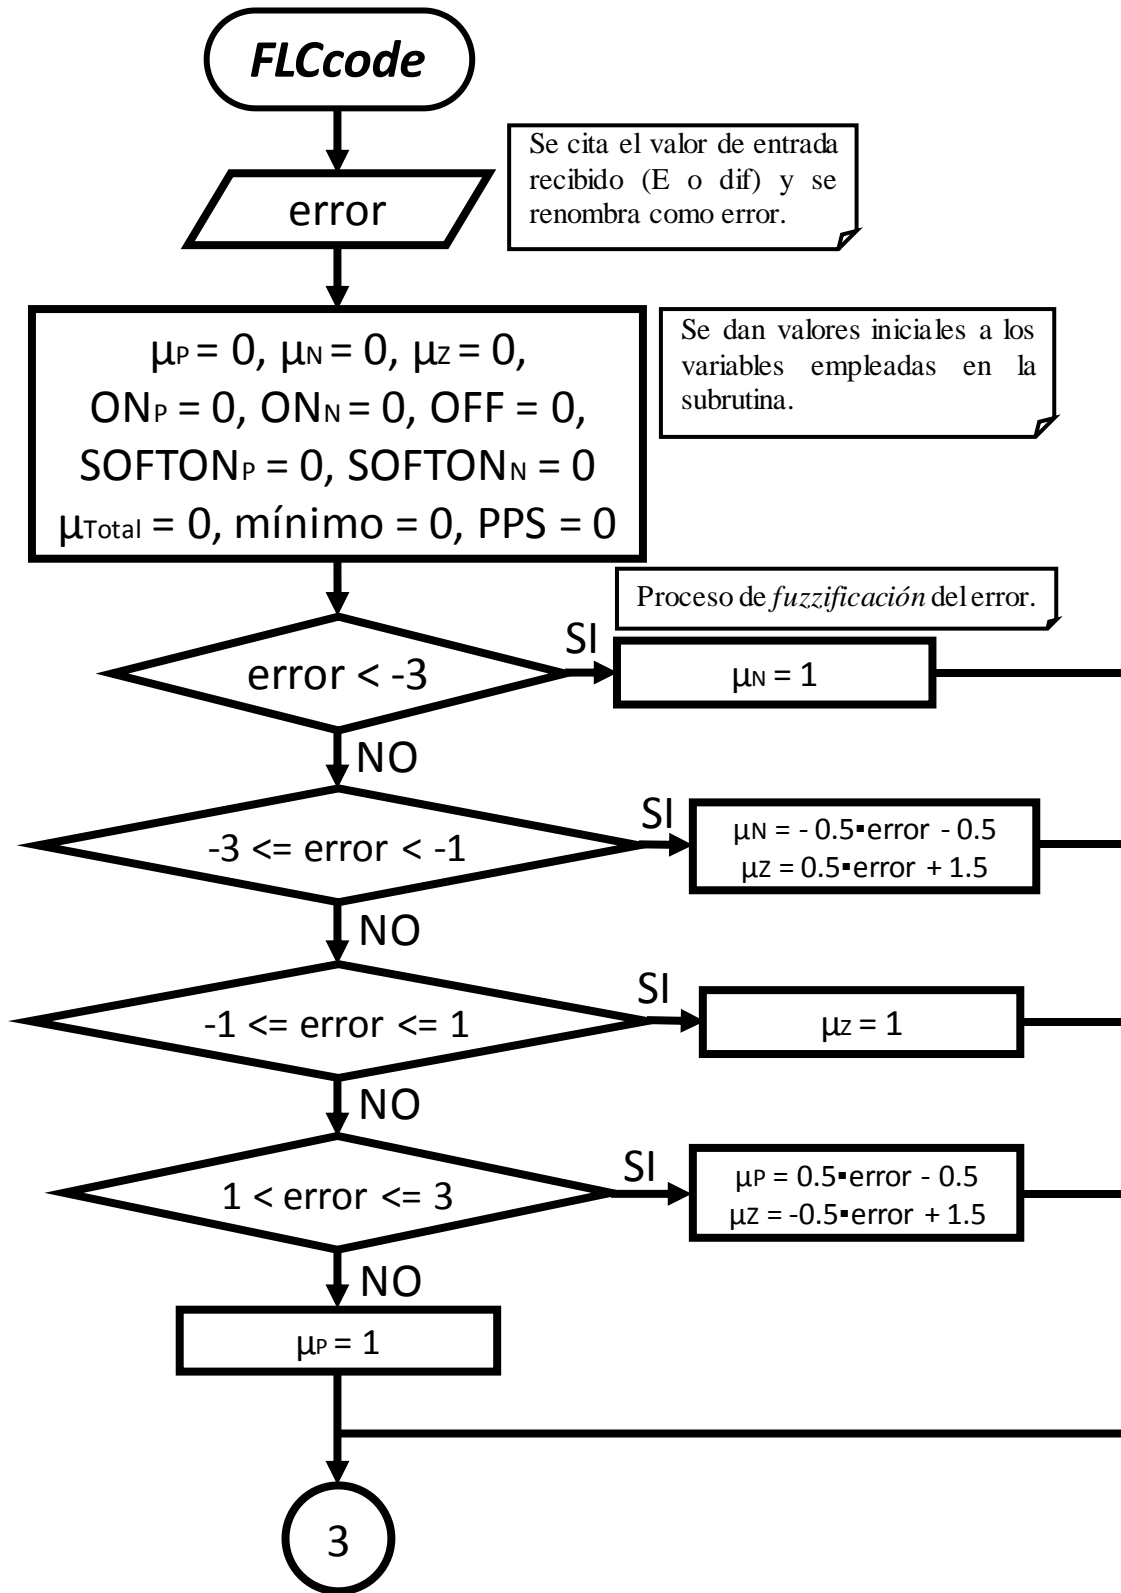 FLCcode
error
Se cita el valor de entrada
recibido (E o dif) y se
renombra como error.
μP = 0, μN = 0, μZ = 0,
ONP = 0, ONN = 0, OFF = 0,
SOFTONP = 0, SOFTONN = 0
μTotal = 0, mínimo = 0, PPS = 0
Se dan valores iniciales a los
variables empleadas en la
subrutina.
Proceso de fuzzificación del error.
error < -3
SI
μN = 1
NO
-3 <= error < -1
SI
μN = - 0.5▪error - 0.5
μZ = 0.5▪error + 1.5
NO
-1 <= error <= 1
SI
μZ = 1
NO
1 < error <= 3
SI
μP = 0.5▪error - 0.5
μZ = -0.5▪error + 1.5
NO
μP = 1
3